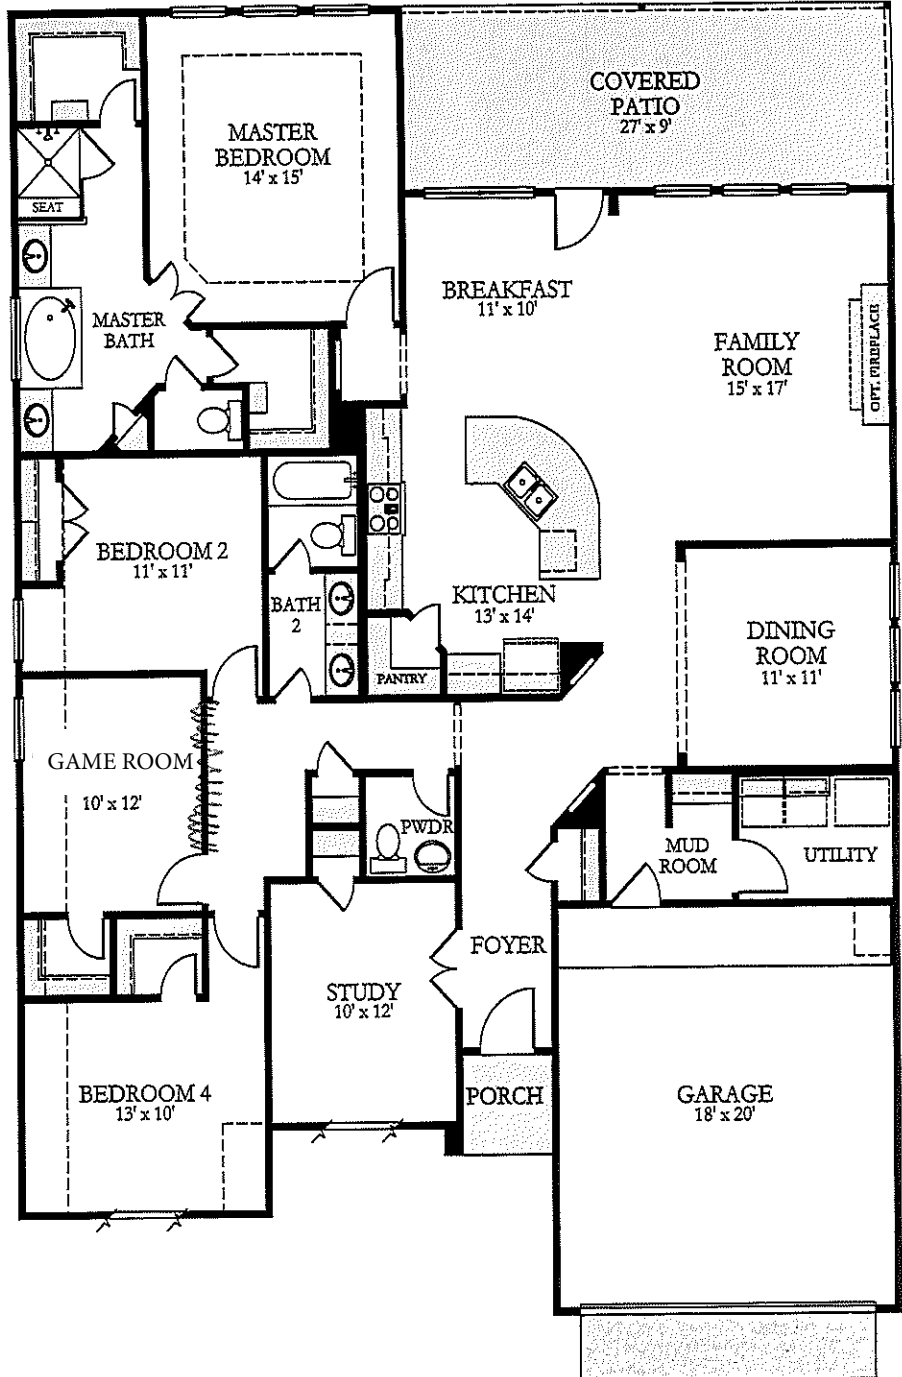 COVERED
PATIO
27' x 9'
MASTER
BEDROOM
14' x 15'
SEAT
MASTER
BATH
BREAKFAST
11' x 10'
FAMILY
ROOM
15' x 17'
OPT. FIREPLACE
BEDROOM 2
11' x 11'
BATH
2
KITCHEN
13' x 14'
PANTRY
DINING
ROOM
11' x 11'
GAME ROOM
10' x 12'
PWDR
MUD
ROOM
UTILITY
FOYER
STUDY
10' x 12'
BEDROOM 4
13' x 10'
PORCH
GARAGE
18' x 20'